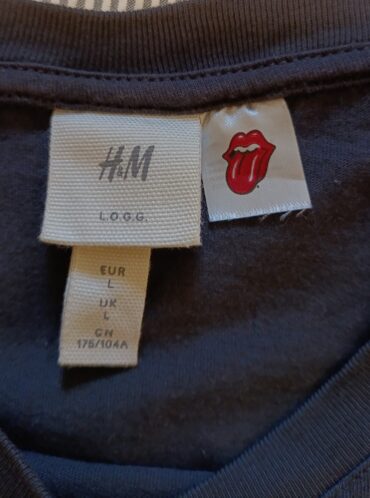 H&M
L.O.G.G.
EUR
L
UK
L
CN
175/104A